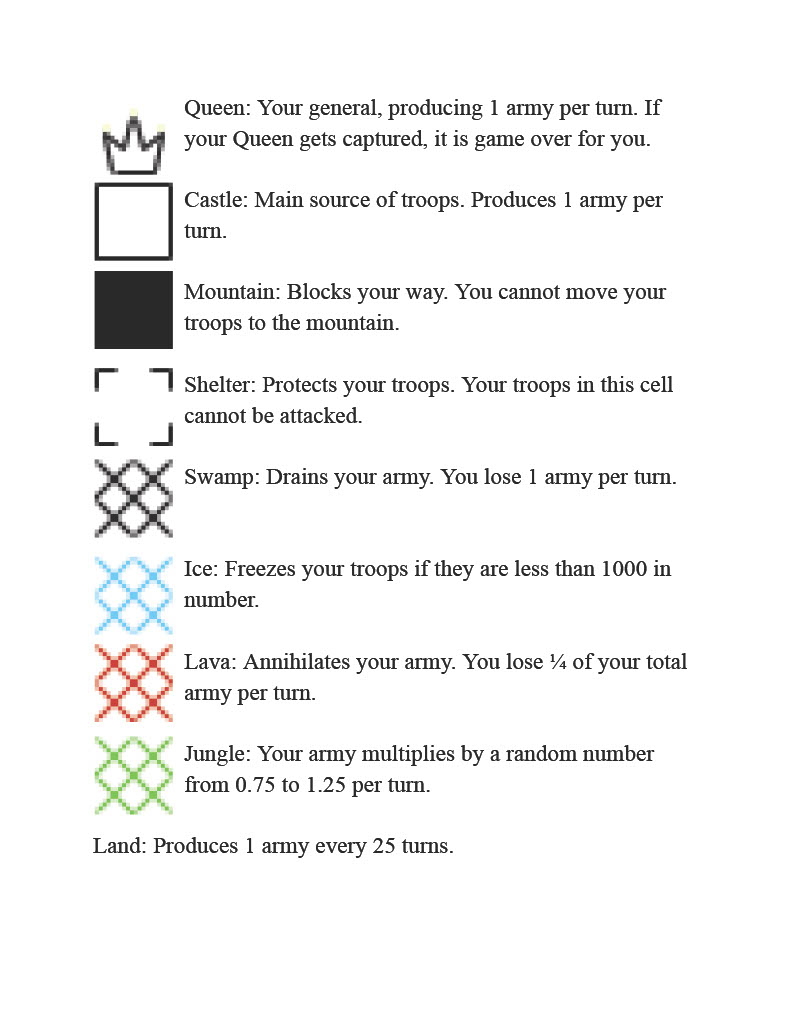 Queen: Your general, producing 1 army per turn. If
your Queen gets captured, it is game over for you.
Castle: Main source of troops. Produces 1 army per
turn.
Mountain: Blocks your way. You cannot move your
troops to the mountain.
Shelter: Protects your troops. Your troops in this cell
cannot be attacked.
Swamp: Drains your army. You lose 1 army per turn.
Ice: Freezes your troops if they are less than 1000 in
number.
Lava: Annihilates your army. You lose ¼ of your total
army per turn.
Jungle: Your army multiplies by a random number
from 0.75 to 1.25 per turn.
Land: Produces 1 army every 25 turns.